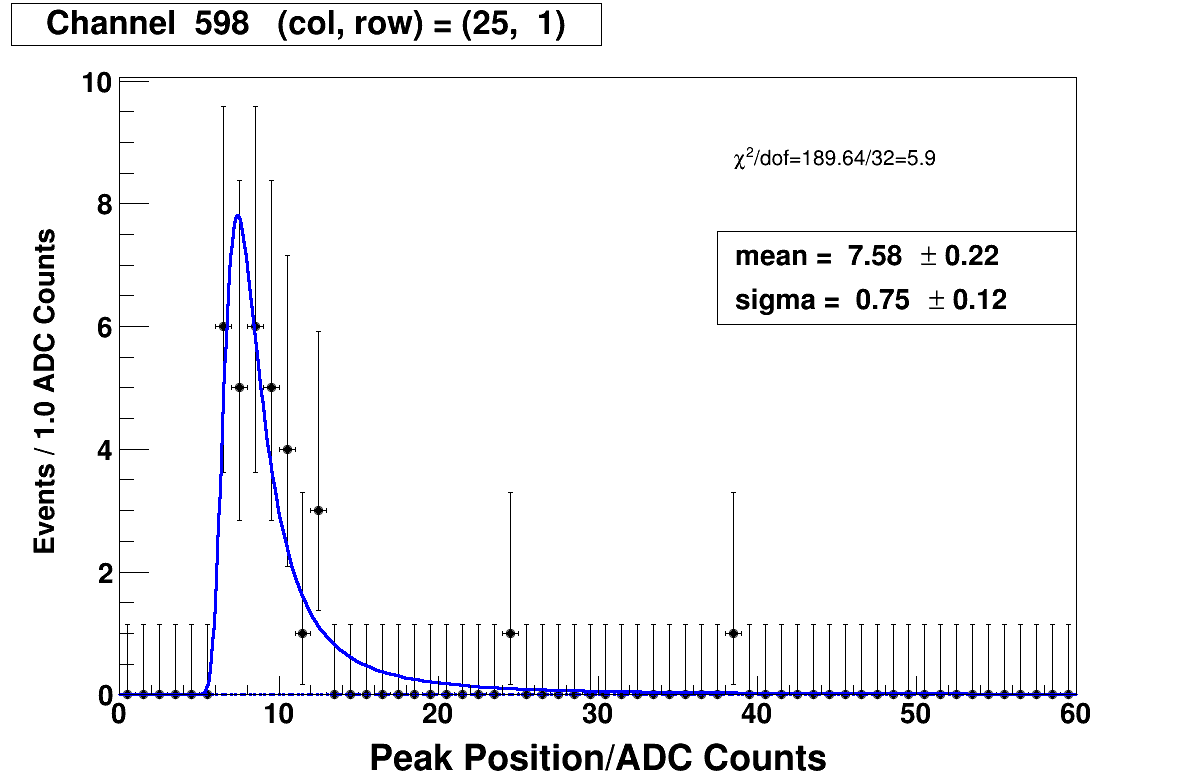 Channel  598   (col, row) = (25,  1)
10
8
6
4
2
0
Events / 1.0 ADC Counts
χ²/dof=189.64/32=5.9
mean =  7.58  ± 0.22
sigma =  0.75  ± 0.12
0 10 20 30 40 50 60
Peak Position/ADC Counts